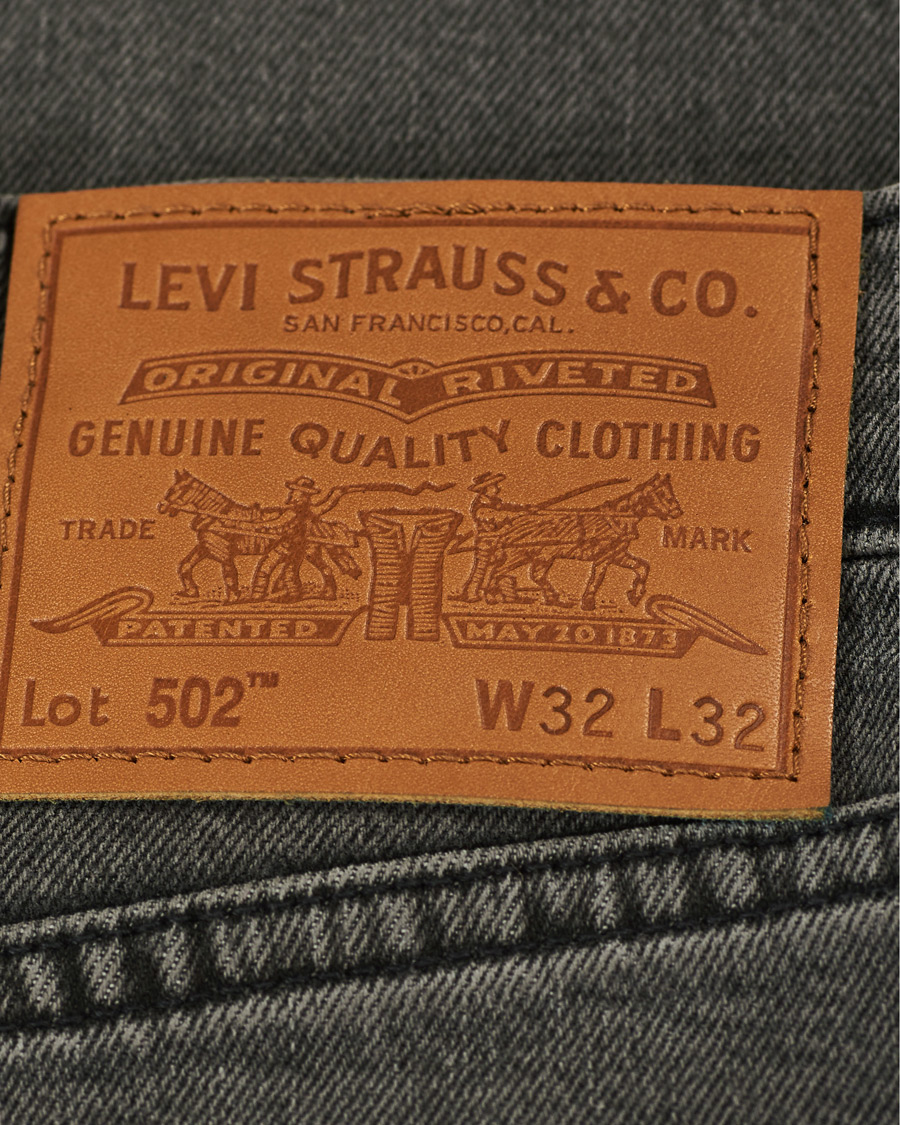 LEVI STRAUSS & CO.
SAN FRANCISCO, CAL.
ORIGINAL RIVETED
GENUINE QUALITY CLOTHING
TRADE MARK
PATENTED MAY 20 1873
Lot 502™ W32 L32